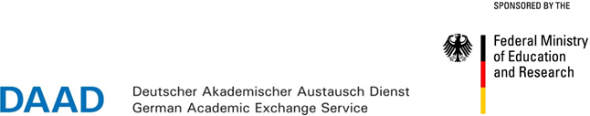 SPONSORED BY THE
Federal Ministry
of Education
and Research
DAAD
Deutscher Akademischer Austausch Dienst
German Academic Exchange Service